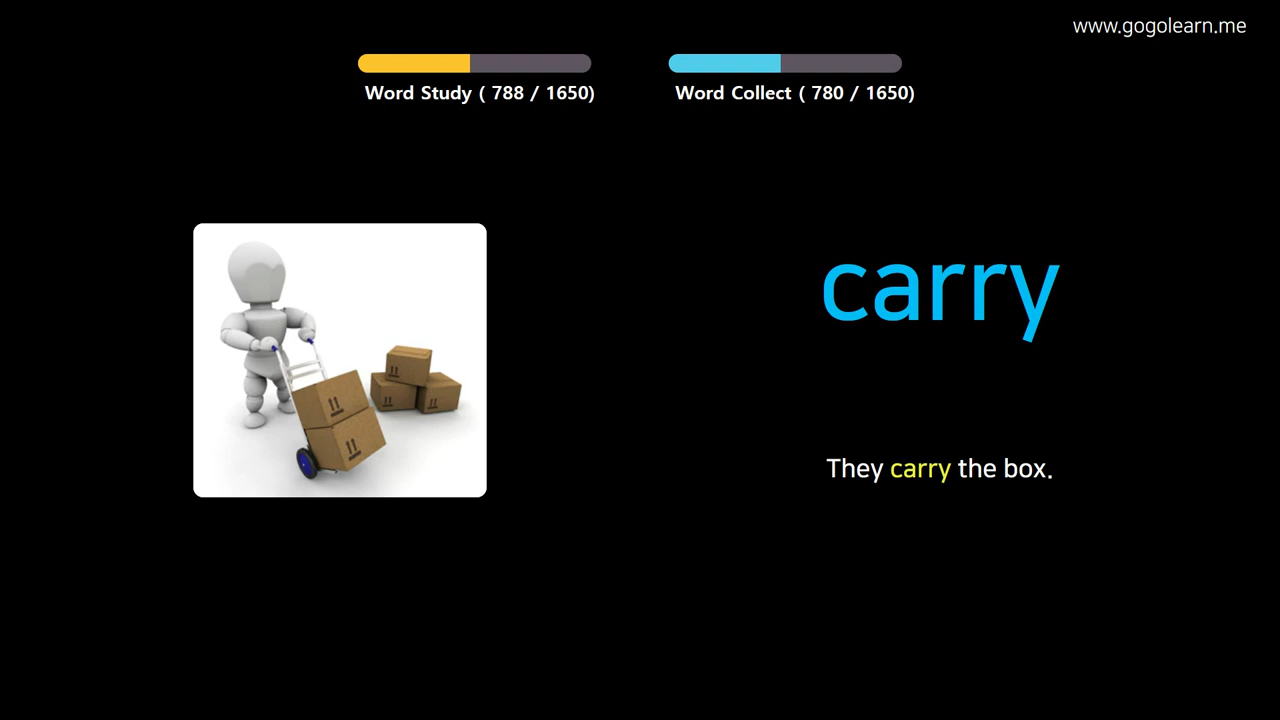 www.gogolearn.me
Word Study ( 788 / 1650)
Word Collect ( 780 / 1650)
carry
They carry the box.